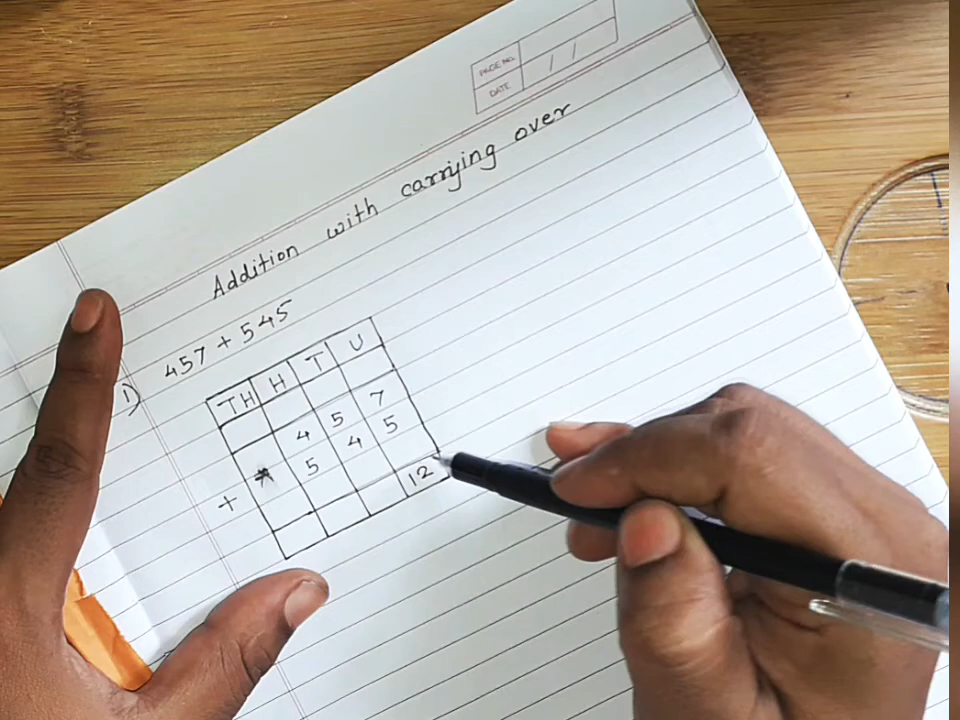 PAGE NO.
DATE / /
Addition with carrying over
1) 457 + 545
TH H T U
4 5 7
+ 5 4 5
12